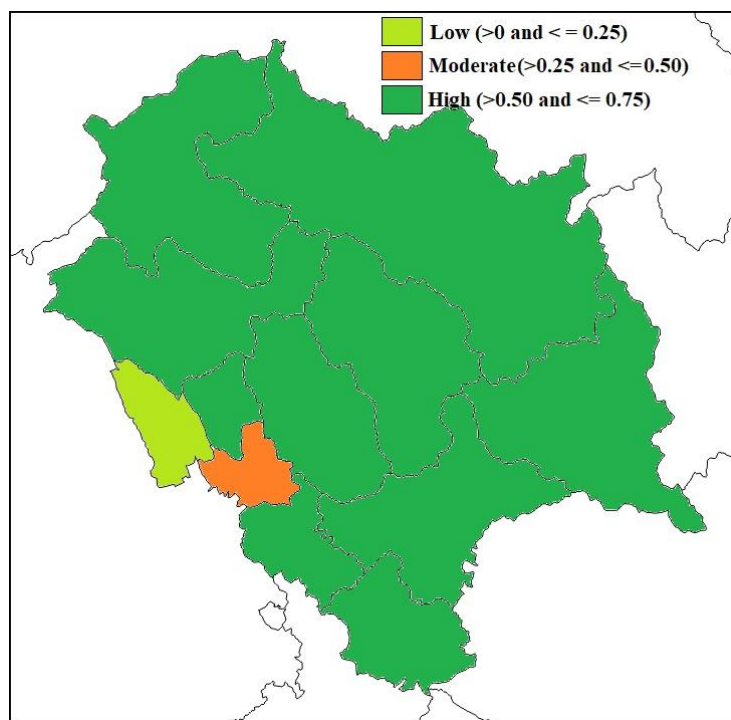 Low (>0 and < = 0.25)
Moderate(>0.25 and <=0.50)
High (>0.50 and <= 0.75)